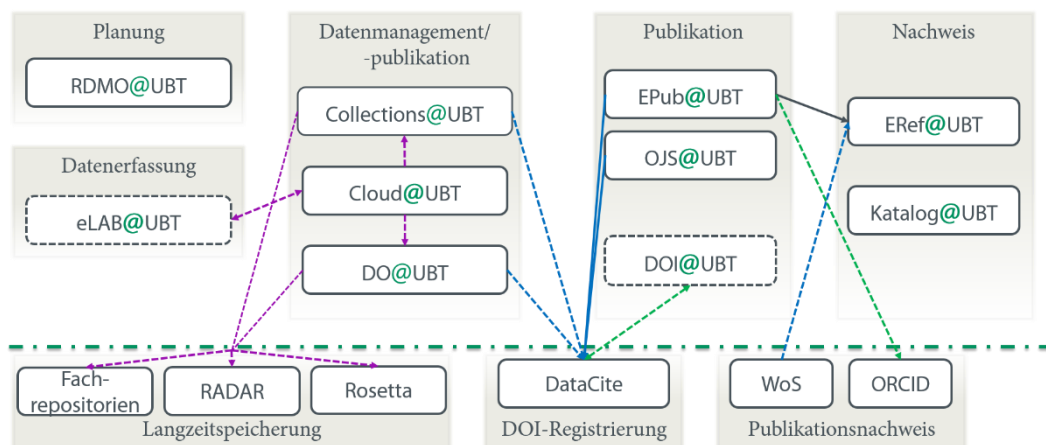 Planung
RDMO@UBT
Datenerfassung
eLAB@UBT
Datenmanagement/
-publikation
Collections@UBT
Cloud@UBT
DO@UBT
Publikation
EPub@UBT
OJS@UBT
DOI@UBT
Nachweis
ERef@UBT
Katalog@UBT
Fach-
repositorien
RADAR
Rosetta
Langzeitspeicherung
DataCite
DOI-Registrierung
WoS
ORCID
Publikationsnachweis